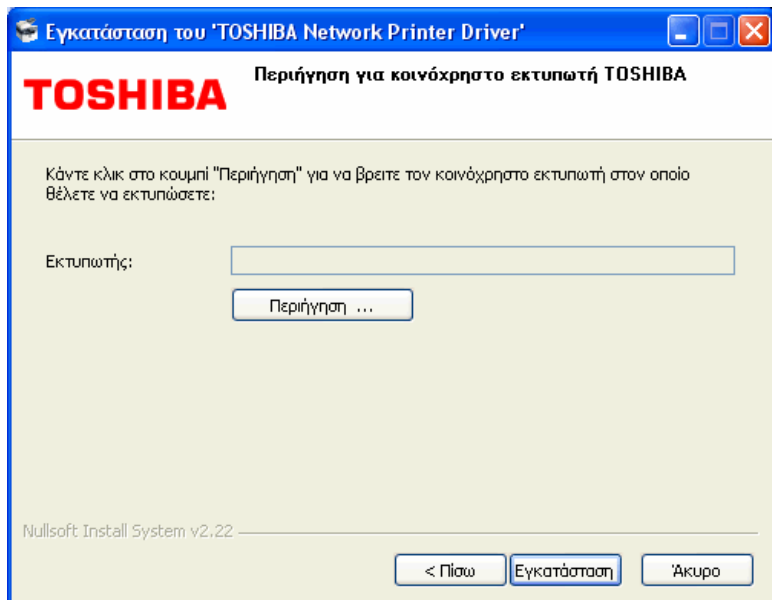 Εγκατάσταση του 'TOSHIBA Network Printer Driver'
TOSHIBA
Περιήγηση για κοινόχρηστο εκτυπωτή TOSHIBA
Κάντε κλικ στο κουμπί "Περιήγηση" για να βρειτε τον κοινόχρηστο εκτυπωτή στον οποίο
θέλετε να εκτυπώσετε:
Εκτυπωτής:
Περιήγηση ...
Nullsoft Install System v2.22
< Πίσω
Εγκατάσταση
Άκυρο